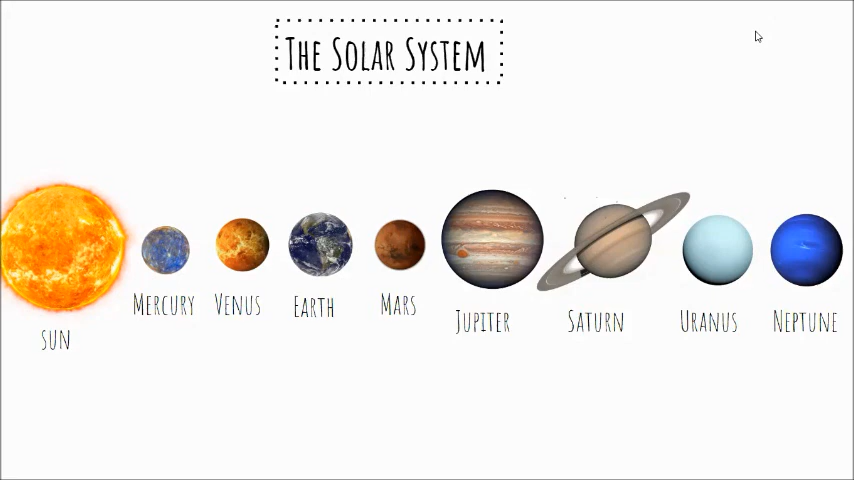 The Solar System
Mercury Venus Earth Mars
Jupiter Saturn Uranus Neptune
Sun